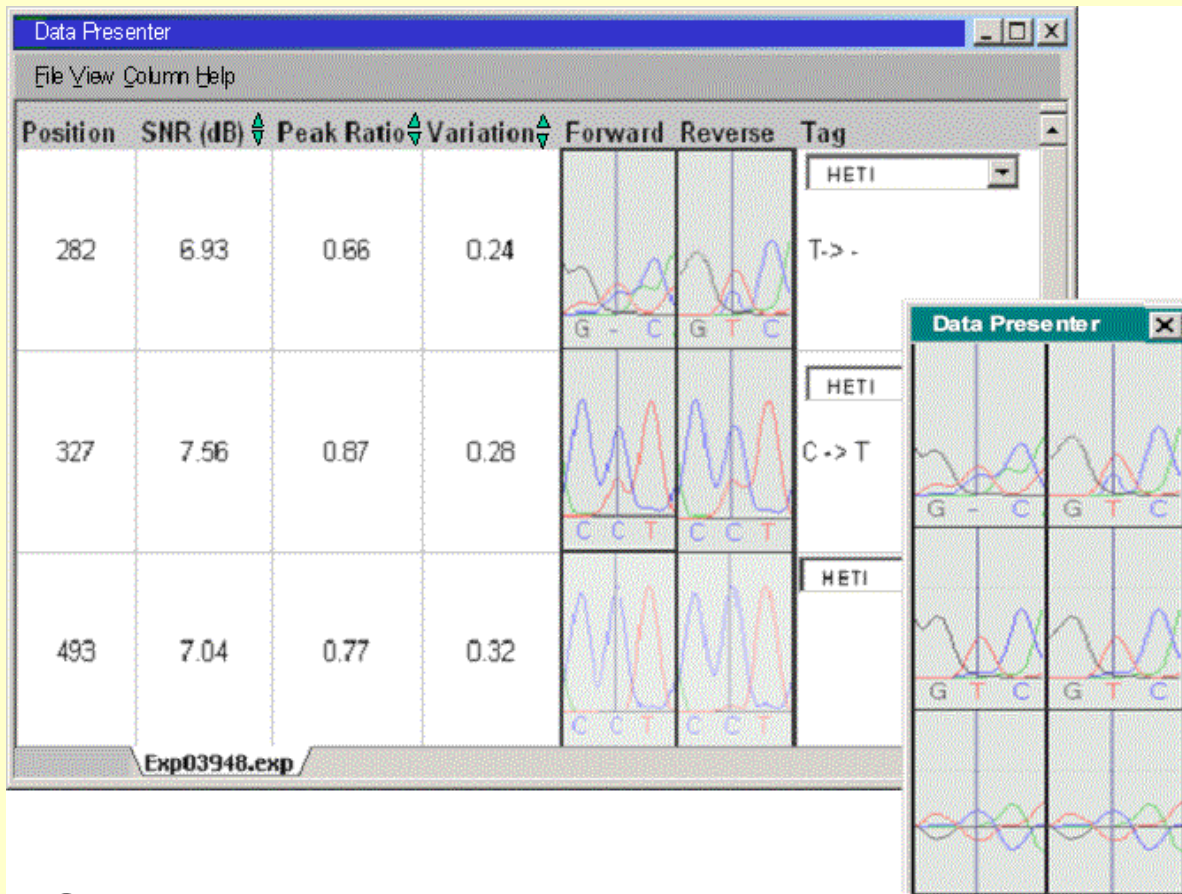 Data Presenter
File View Column Help
Position SNR (dB) Peak Ratio Variation Forward Reverse Tag
HETI
282 6.93 0.66 0.24 T-> -
G - C G T C
HETI
327 7.56 0.87 0.28 C -> T
C C T C C T
HETI
493 7.04 0.77 0.32
C C T C C T
Exp03948.exp
Data Presenter
G - C G T C
G T C G T C